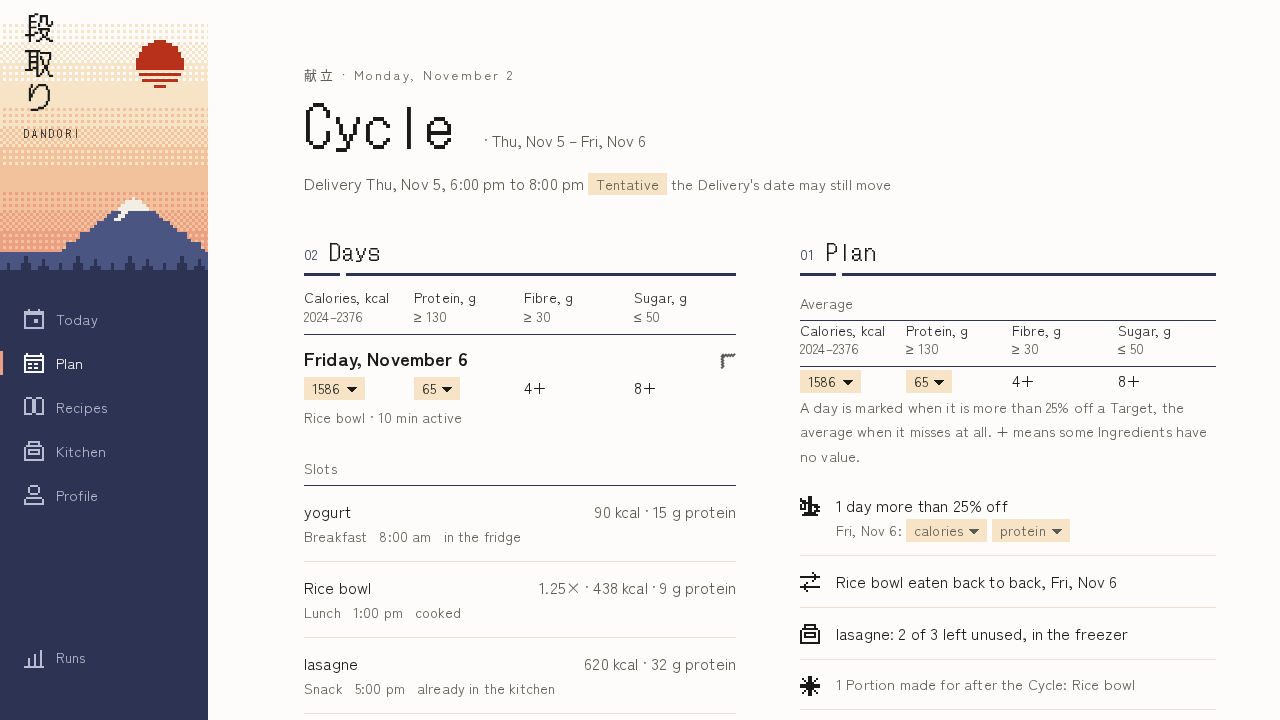 段取り
DANDORI
Today
Plan
Recipes
Kitchen
Profile
Runs
献立 · Monday, November 2
Cycle · Thu, Nov 5 – Fri, Nov 6
Delivery Thu, Nov 5, 6:00 pm to 8:00 pm Tentative the Delivery's date may still move
02 Days
Calories, kcal Protein, g Fibre, g Sugar, g
2024–2376 ≥ 130 ≥ 30 ≤ 50
Friday, November 6
1586 65 4+ 8+
Rice bowl · 10 min active
Slots
yogurt 90 kcal · 15 g protein
Breakfast 8:00 am in the fridge
Rice bowl 1.25× · 438 kcal · 9 g protein
Lunch 1:00 pm cooked
lasagne 620 kcal · 32 g protein
Snack 5:00 pm already in the kitchen
01 Plan
Average
Calories, kcal Protein, g Fibre, g Sugar, g
2024–2376 ≥ 130 ≥ 30 ≤ 50
1586 65 4+ 8+
A day is marked when it is more than 25% off a Target, the
average when it misses at all. + means some Ingredients have
no value.
1 day more than 25% off
Fri, Nov 6: calories protein
Rice bowl eaten back to back, Fri, Nov 6
lasagne: 2 of 3 left unused, in the freezer
1 Portion made for after the Cycle: Rice bowl